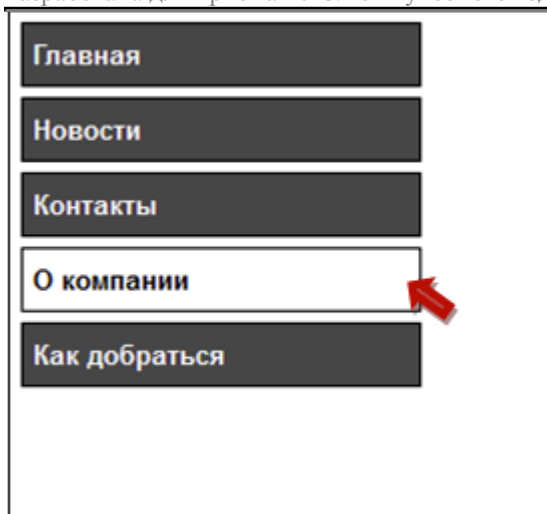 Главная
Новости
Контакты
О компании
Как добраться